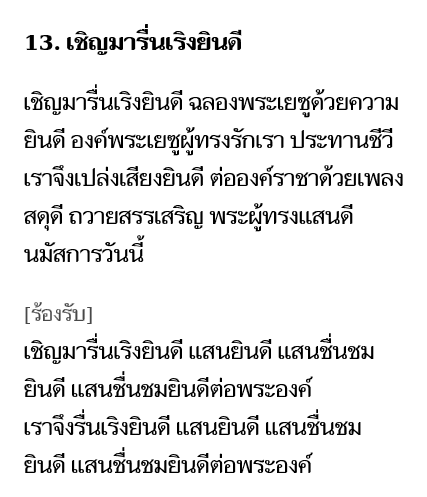 13. เชิญมารื่นเริงยินดี
เชิญมารื่นเริงยินดี ฉลองพระเยซูด้วยความ
ยินดี องค์พระเยซูผู้ทรงรักเรา ประทานชีวี
เราจึงเปล่งเสียงยินดี ต่อองค์ราชาด้วยเพลง
สดุดี ถวายสรรเสริญ พระผู้ทรงแสนดี
นมัสการวันนี้
[ร้องรับ]
เชิญมารื่นเริงยินดี แสนยินดี แสนชื่นชม
ยินดี แสนชื่นชมยินดีต่อพระองค์
เราจึงรื่นเริงยินดี แสนยินดี แสนชื่นชม
ยินดี แสนชื่นชมยินดีต่อพระองค์